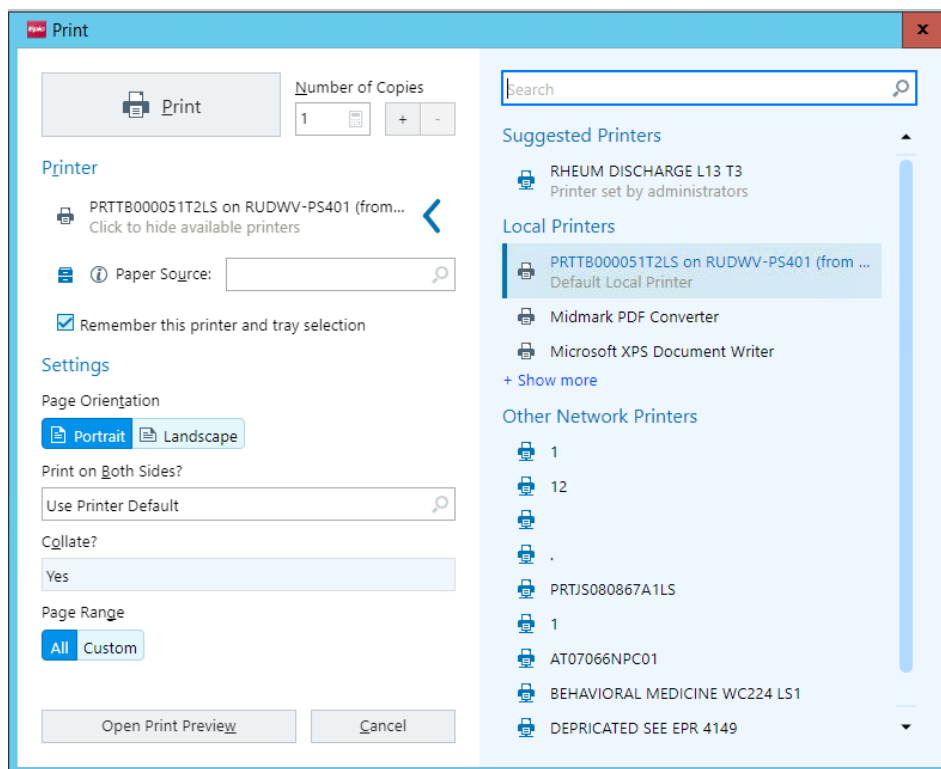 Epic Print
x
Print
Number of Copies
1
+ -
Printer
PRTTB000051T2LS on RUDWV-PS401 (from...
Click to hide available printers
Paper Source:
Remember this printer and tray selection
Settings
Page Orientation
Portrait Landscape
Print on Both Sides?
Use Printer Default
Collate?
Yes
Page Range
All Custom
Open Print Preview Cancel
Search
Suggested Printers
RHEUM DISCHARGE L13 T3
Printer set by administrators
Local Printers
PRTTB000051T2LS on RUDWV-PS401 (from ...
Default Local Printer
Midmark PDF Converter
Microsoft XPS Document Writer
+ Show more
Other Network Printers
1
12
.
PRTJS080867A1LS
1
AT07066NPC01
BEHAVIORAL MEDICINE WC224 LS1
DEPRICATED SEE EPR 4149